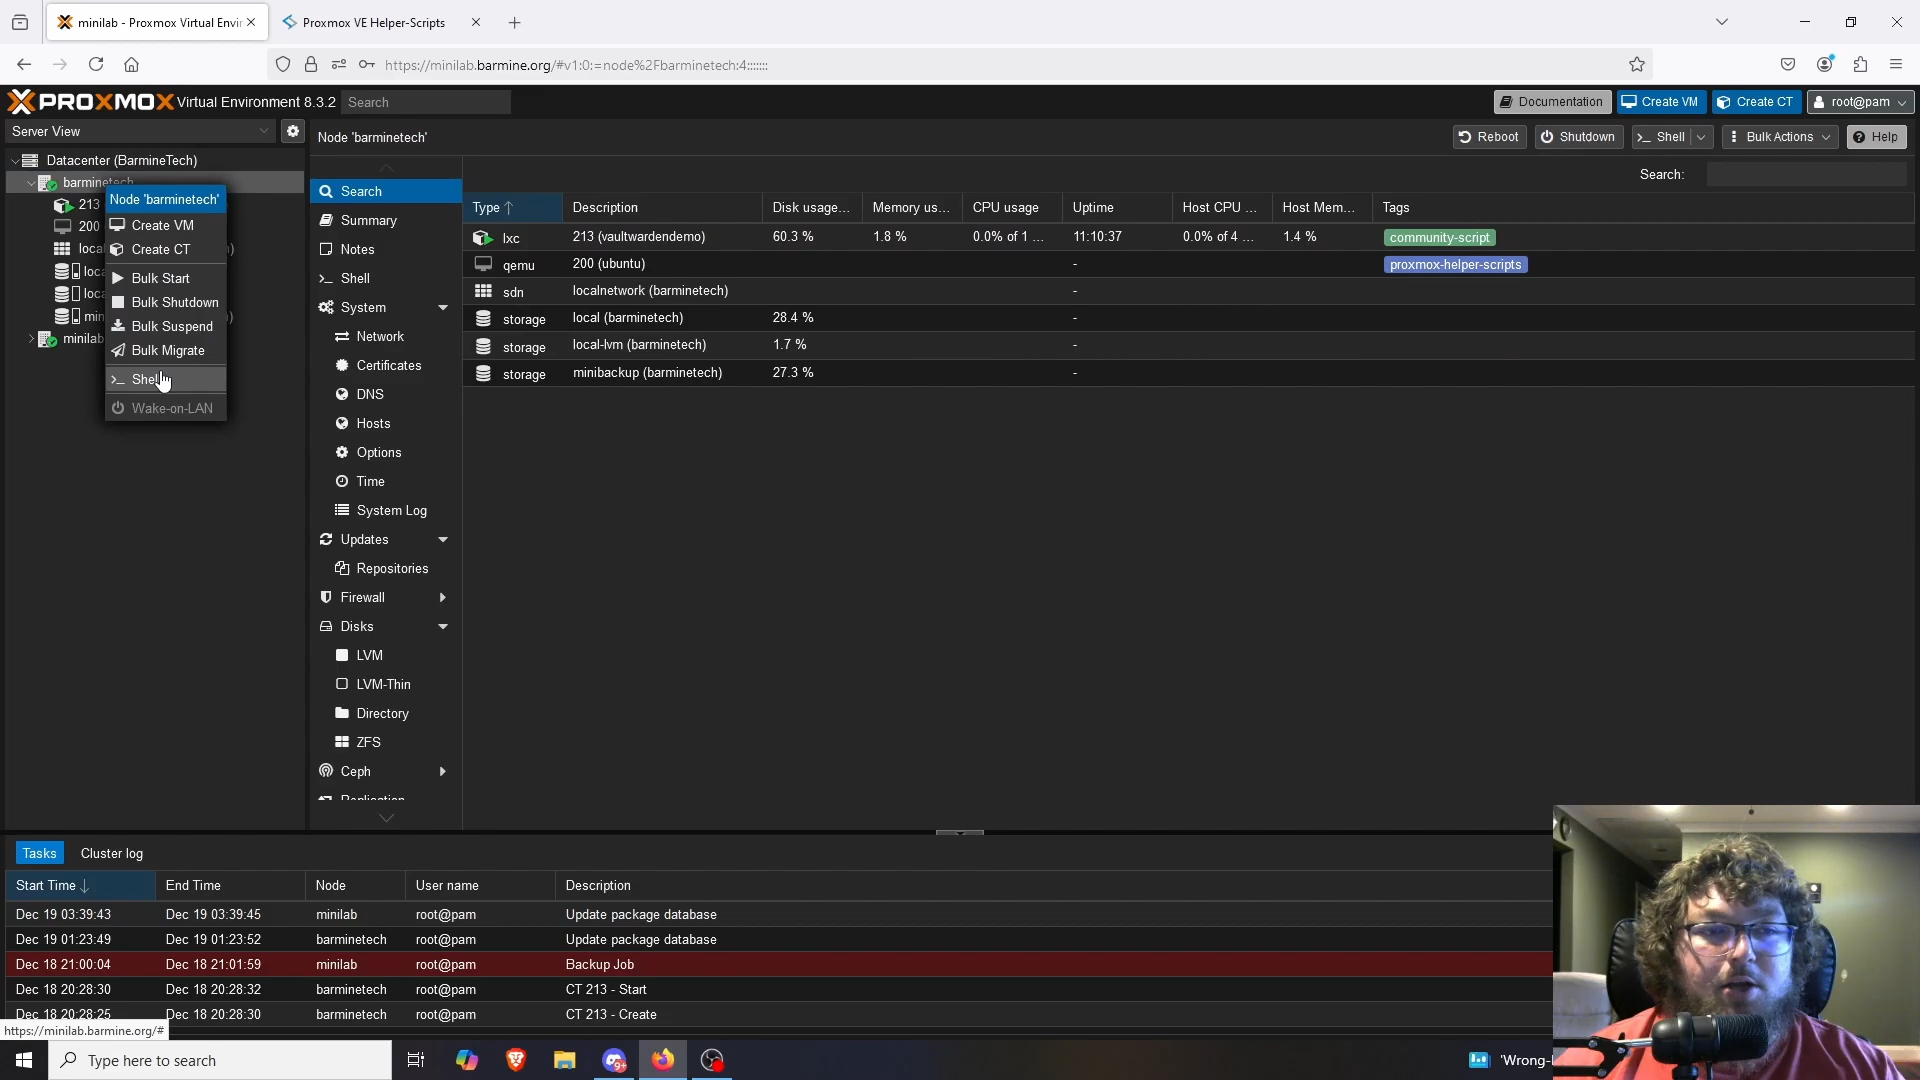 minilab - Proxmox Virtual Envir
Proxmox VE Helper-Scripts
https://minilab.barmine.org/#v1:0:=node%2Fbarminetech:4:::::::
PROXMOX Virtual Environment 8.3.2
Search
Documentation
Create VM
Create CT
root@pam
Server View
Node 'barminetech'
Reboot
Shutdown
Shell
Bulk Actions
Help
Datacenter (BarmineTech)
barminetech
213
200
minilab
Node 'barminetech'
Create VM
Create CT
Bulk Start
Bulk Shutdown
Bulk Suspend
Bulk Migrate
Wake-on-LAN
Search
Summary
Notes
Shell
System
Network
Certificates
DNS
Hosts
Options
Time
System Log
Updates
Repositories
Firewall
Disks
LVM
LVM-Thin
Directory
ZFS
Ceph
Replication
Search:
Type Description Disk usage... Memory us... CPU usage Uptime Host CPU ... Host Mem... Tags
lxc 213 (vaultwardendemo) 60.3 % 1.8 % 0.0% of 1 ... 11:10:37 0.0% of 4 ... 1.4 % community-script
qemu 200 (ubuntu) - proxmox-helper-scripts
sdn localnetwork (barminetech) -
storage local (barminetech) 28.4 % -
storage local-lvm (barminetech) 1.7 % -
storage minibackup (barminetech) 27.3 % -
Tasks Cluster log
Start Time End Time Node User name Description
Dec 19 03:39:43 Dec 19 03:39:45 minilab root@pam Update package database
Dec 19 01:23:49 Dec 19 01:23:52 barminetech root@pam Update package database
Dec 18 21:00:04 Dec 18 21:01:59 minilab root@pam Backup Job
Dec 18 20:28:30 Dec 18 20:28:32 barminetech root@pam CT 213 - Start
Dec 18 20:28:25 Dec 18 20:28:30 barminetech root@pam CT 213 - Create
https://minilab.barmine.org/#
Type here to search
9+
'Wrong-